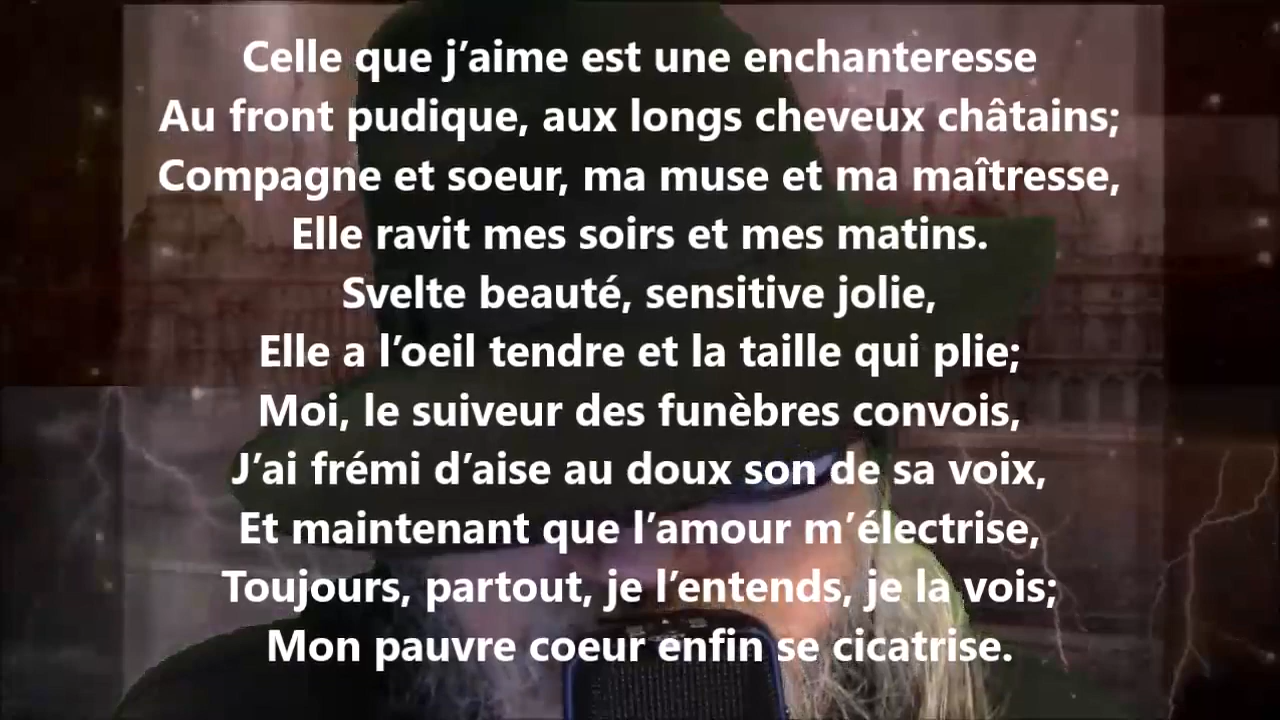 Celle que j’aime est une enchanteresse
Au front pudique, aux longs cheveux châtains;
Compagne et soeur, ma muse et ma maîtresse,
Elle ravit mes soirs et mes matins.
Svelte beauté, sensitive jolie,
Elle a l’oeil tendre et la taille qui plie;
Moi, le suiveur des funèbres convois,
J’ai frémi d’aise au doux son de sa voix,
Et maintenant que l’amour m’électrise,
Toujours, partout, je l’entends, je la vois;
Mon pauvre coeur enfin se cicatrise.